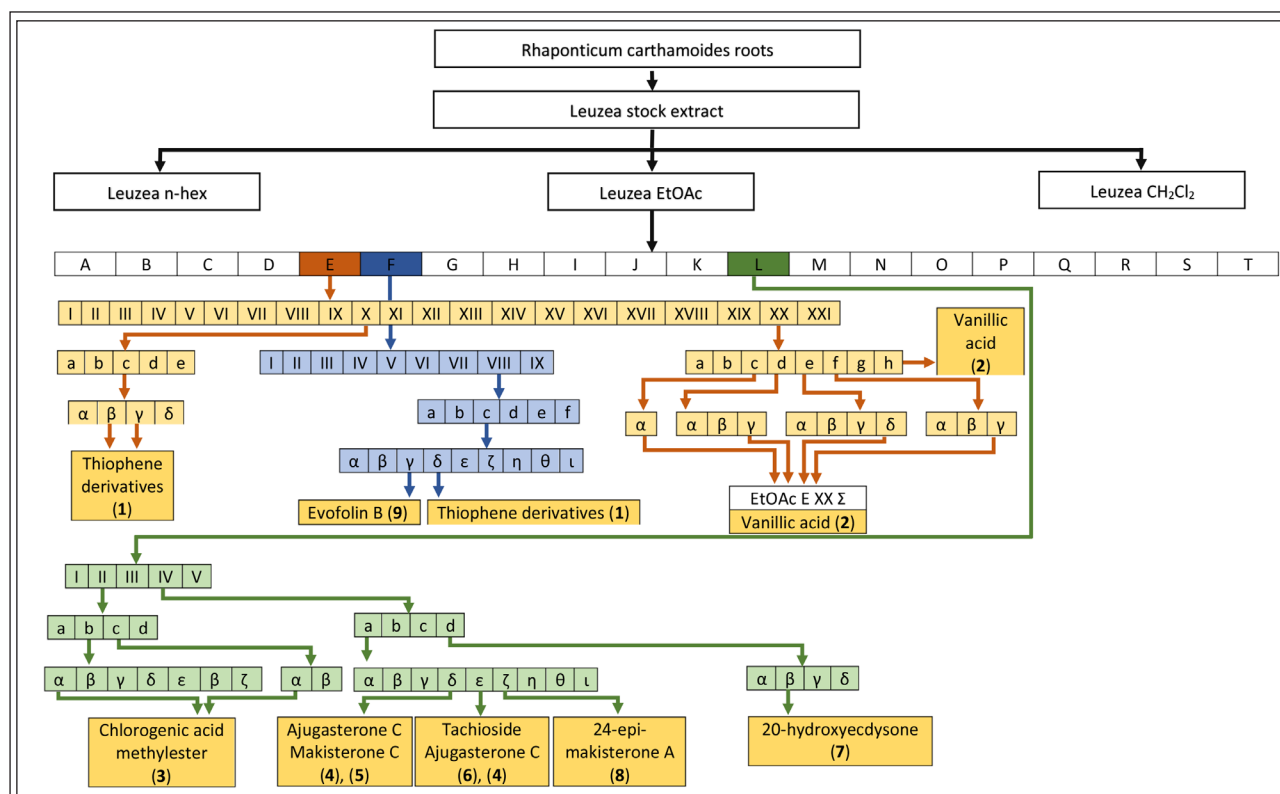 Rhaponticum carthamoides roots
Leuzea stock extract
Leuzea n-hex
Leuzea EtOAc
Leuzea CH₂Cl₂
A B C D E F G H I J K L M N O P Q R S T
I II III IV V VI VII VIII IX X XI XII XIII XIV XV XVI XVII XVIII XIX XX XXI
Vanillic
acid
(2)
a b c d e
I II III IV V VI VII VIII IX
a b c d e f g h
α β γ δ
a b c d e f
α
α β γ
α β γ δ
α β γ
Thiophene
derivatives
(1)
α β γ δ ε ζ η θ ι
Evofolin B (9)
Thiophene derivatives (1)
EtOAc E XX Σ
Vanillic acid (2)
I II III IV V
a b c d
a b c d
α β γ δ ε β ζ
α β
α β γ δ ε ζ η θ ι
α β γ δ
Chlorogenic acid
methylester
(3)
Ajugasterone C
Makisterone C
(4), (5)
Tachioside
Ajugasterone C
(6), (4)
24-epi-
makisterone A
(8)
20-hydroxyecdysone
(7)